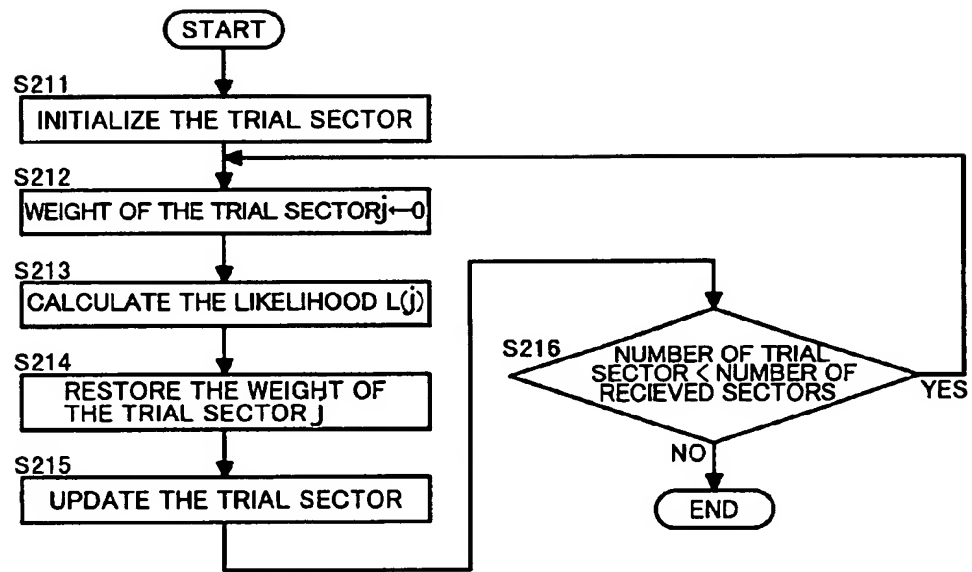 START
S211
INITIALIZE THE TRIAL SECTOR
S212
WEIGHT OF THE TRIAL SECTORj←0
S213
CALCULATE THE LIKELIHOOD L(j)
S214
RESTORE THE WEIGHT OF
THE TRIAL SECTOR j
S215
UPDATE THE TRIAL SECTOR
S216
NUMBER OF TRIAL
SECTOR < NUMBER OF
RECIEVED SECTORS
YES
NO
END